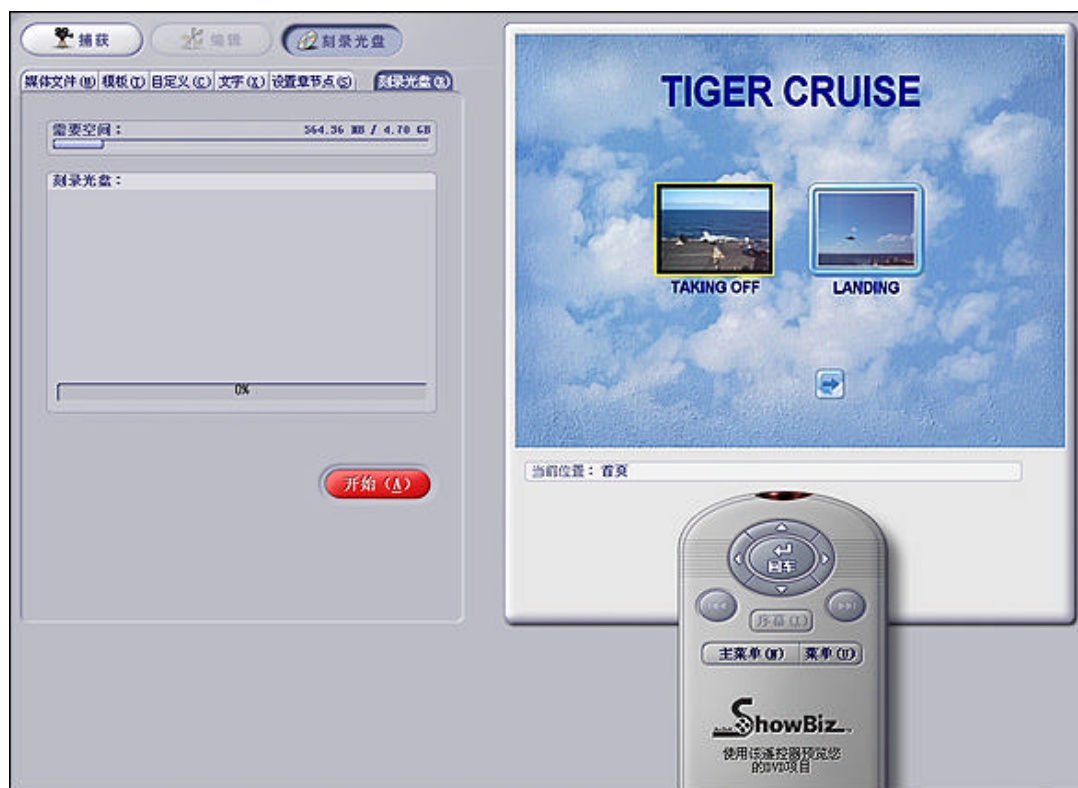 捕获
编辑
刻录光盘
媒体文件(M) 模板(T) 自定义(C) 文字(X) 设置章节点(S) 刻录光盘(R)
需要空间： 564.36 MB / 4.70 GB
刻录光盘：
0%
开始 (A)
TIGER CRUISE
TAKING OFF
LANDING
当前位置：首页
回车
序幕(I)
主菜单(M) 菜单(U)
ShowBiz
使用该遥控器预览您
的DVD项目